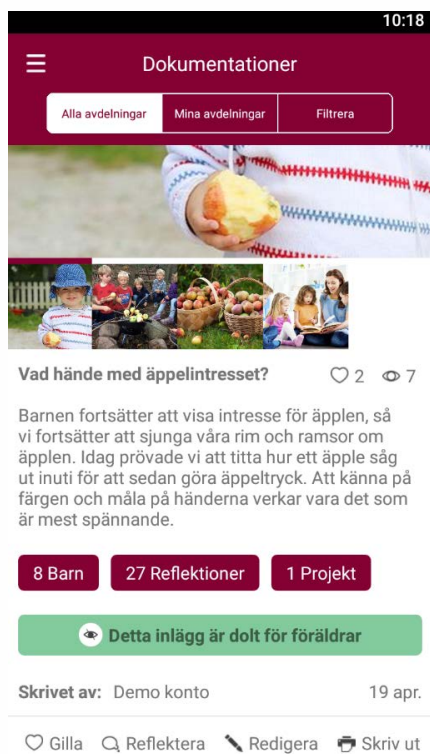 10:18
Dokumentationer
Alla avdelningar Mina avdelningar Filtrera
Vad hände med äppelintresset? 2 7
Barnen fortsätter att visa intresse för äpplen, så
vi fortsätter att sjunga våra rim och ramsor om
äpplen. Idag prövade vi att titta hur ett äpple såg
ut inuti för att sedan göra äppeltryck. Att känna på
färgen och måla på händerna verkar vara det som
är mest spännande.
8 Barn 27 Reflektioner 1 Projekt
Detta inlägg är dolt för föräldrar
Skrivet av: Demo konto 19 apr.
Gilla Reflektera Redigera Skriv ut